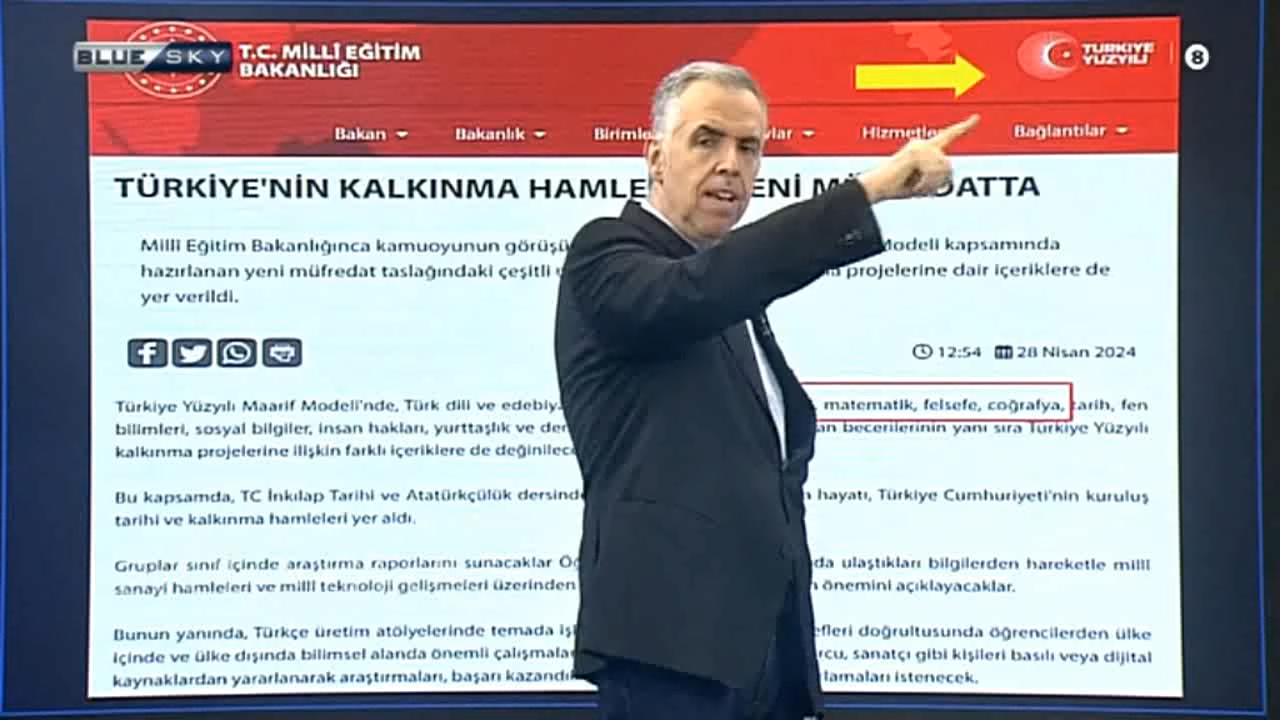 BLUE SKY
T.C. MİLLÎ EĞİTİM
BAKANLIĞI
TÜRKİYE
YÜZYILI
8
Bakan
Bakanlık
Hizmetler
Bağlantılar
TÜRKİYE'NİN KALKINMA
Millî Eğitim Bakanlığınca kamuoyunun Modeli kapsamında
hazırlanan yeni müfredat taslağındaki çeşitli projelerine dair içeriklere de
yer verildi.
12:54 28 Nisan 2024
Türkiye Yüzyılı Maarif Modeli'nde, Türk dili ve matematik, felsefe, coğrafya, tarih, fen
bilimleri, sosyal bilgiler, insan hakları, yurttaşlık ve becerilerinin yanı sıra Türkiye Yüzyılı
kalkınma projelerine ilişkin farklı içeriklere de
Bu kapsamda, TC İnkılap Tarihi ve Atatürkçülük hayatı, Türkiye Cumhuriyeti'nin kuruluş
tarihi ve kalkınma hamleleri yer aldı.
Gruplar sınıf içinde araştırma raporlarını sunacaklar ulaştıkları bilgilerden hareketle millî
sanayi hamleleri ve millî teknoloji gelişmeleri üzerinden önemini açıklayacaklar.
Bunun yanında, Türkçe üretim atölyelerinde temada doğrultusunda öğrencilerden ülke
içinde ve ülke dışında bilimsel alanda önemli sanatçı gibi kişileri basılı veya dijital
kaynaklardan yararlanarak araştırmaları, başarı istenecek.